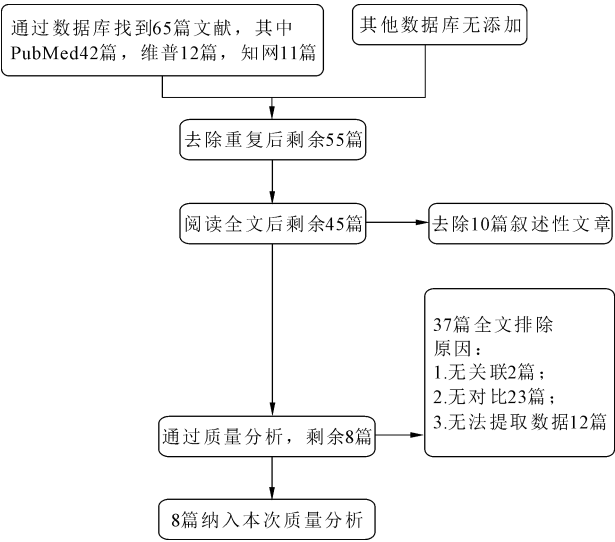 通过数据库找到65篇文献，其中
PubMed42篇，维普12篇，知网11篇
其他数据库无添加
去除重复后剩余55篇
阅读全文后剩余45篇
去除10篇叙述性文章
37篇全文排除
原因：
1.无关联2篇；
2.无对比23篇；
3.无法提取数据12篇
通过质量分析，剩余8篇
8篇纳入本次质量分析